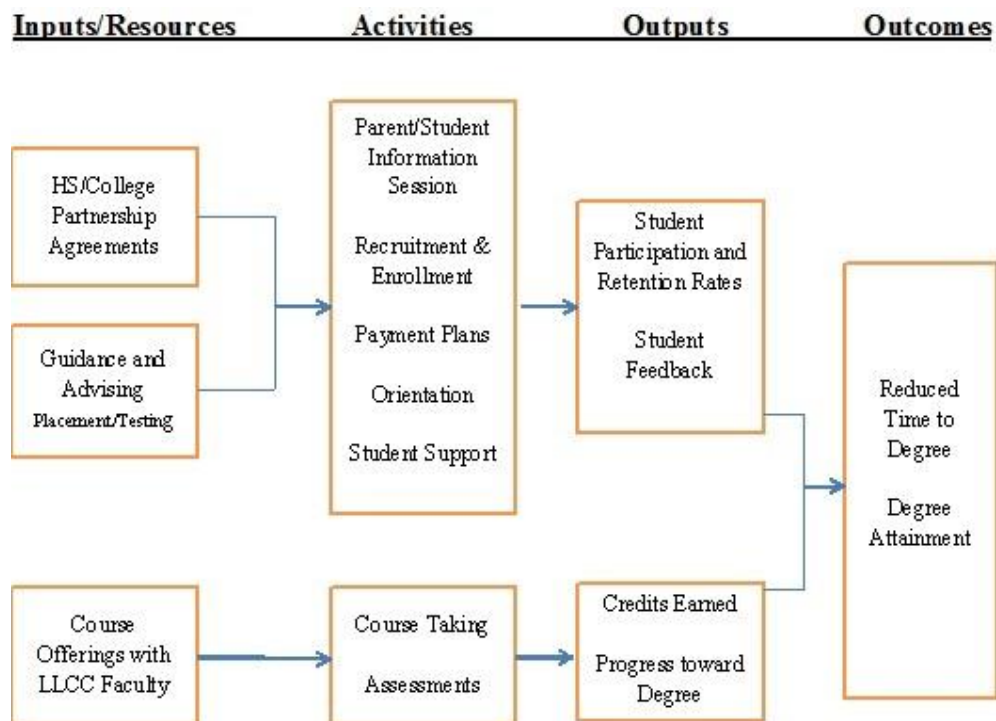 Inputs/Resources Activities Outputs Outcomes
HS/College
Partnership
Agreements
Guidance and
Advising
Placement/Testing
Course
Offerings with
LLCC Faculty
Parent/Student
Information
Session
Recruitment &
Enrollment
Payment Plans
Orientation
Student Support
Course Taking
Assessments
Student
Participation and
Retention Rates
Student
Feedback
Credits Earned
Progress toward
Degree
Reduced
Time to
Degree
Degree
Attainment